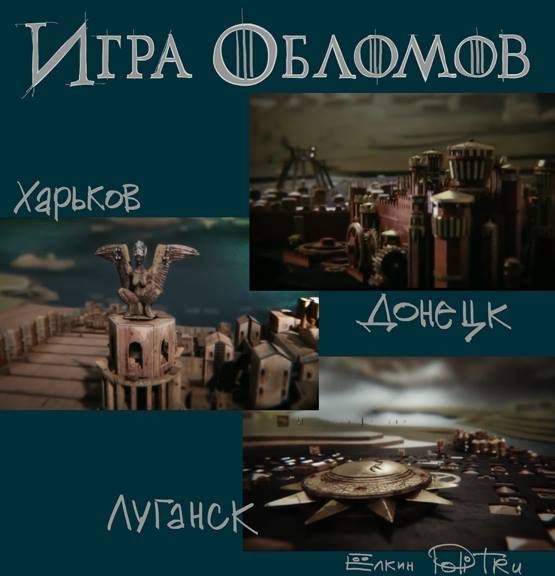 Игра Обломов
Харьков
Донецк
Луганск
Ёлкин